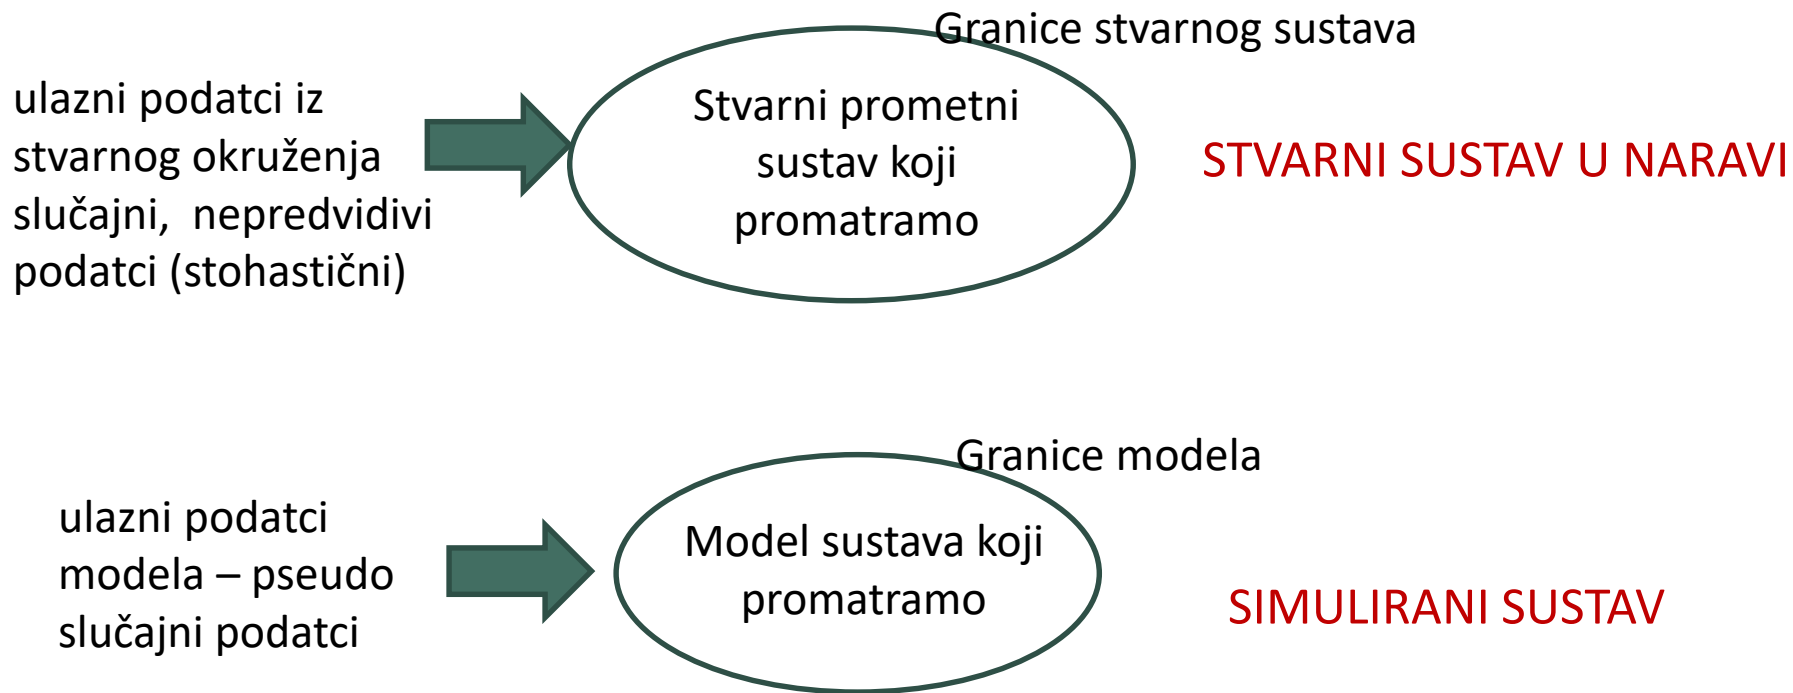 Granice stvarnog sustava
ulazni podatci iz
stvarnog okruženja
slučajni,  nepredvidivi
podatci (stohastični)
Stvarni prometni
sustav koji
promatramo
STVARNI SUSTAV U NARAVI
Granice modela
ulazni podatci
modela – pseudo
slučajni podatci
Model sustava koji
promatramo
SIMULIRANI SUSTAV